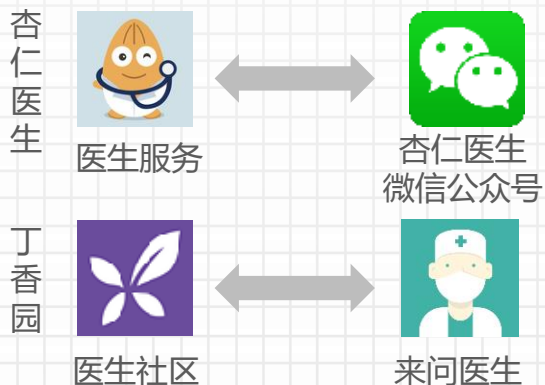 杏仁医生
医生服务
杏仁医生
微信公众号
丁香园
医生社区
来问医生